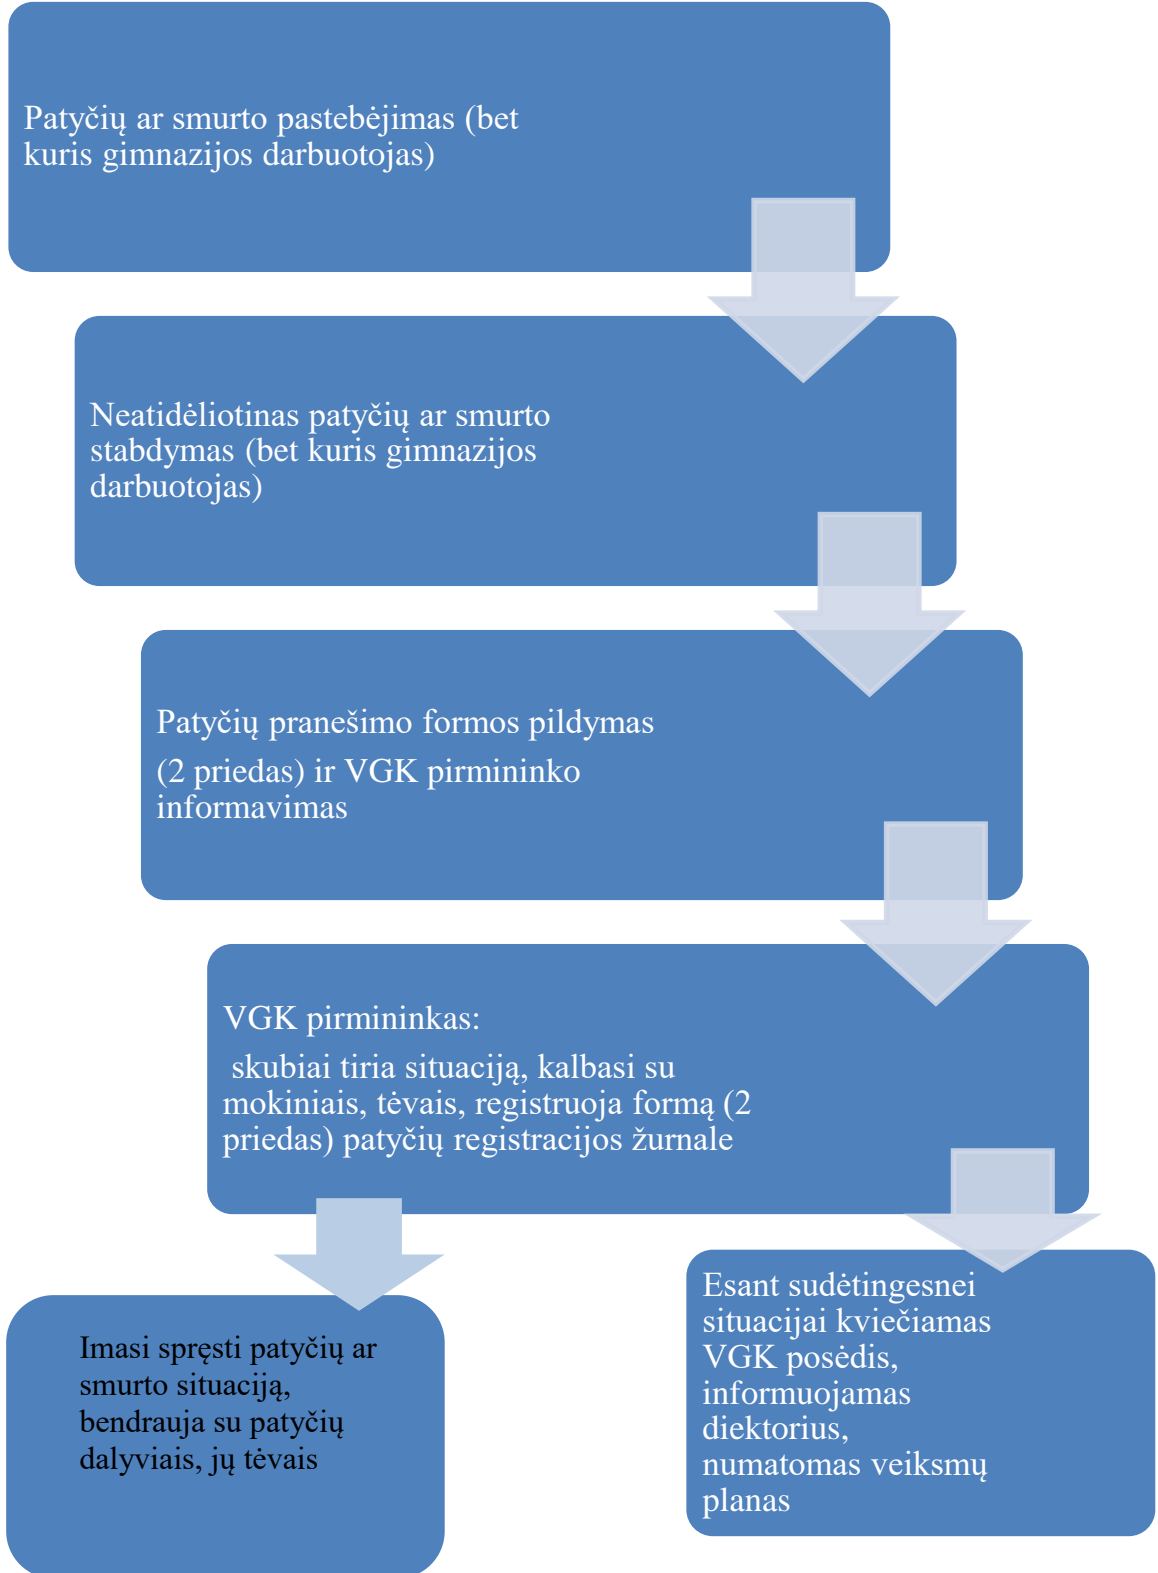 Patyčių ar smurto pastebėjimas (bet
kuris gimnazijos darbuotojas)
Neatidėliotinas patyčių ar smurto
stabdymas (bet kuris gimnazijos
darbuotojas)
Patyčių pranešimo formos pildymas
(2 priedas) ir VGK pirmininko
informavimas
VGK pirmininkas:
skubiai tiria situaciją, kalbasi su
mokiniais, tėvais, registruoja formą (2
priedas) patyčių registracijos žurnale
Imasi spręsti patyčių ar
smurto situaciją,
bendrauja su patyčių
dalyviais, jų tėvais
Esant sudėtingesnei
situacijai kviečiamas
VGK posėdis,
informuojamas
diektorius,
numatomas veiksmų
planas